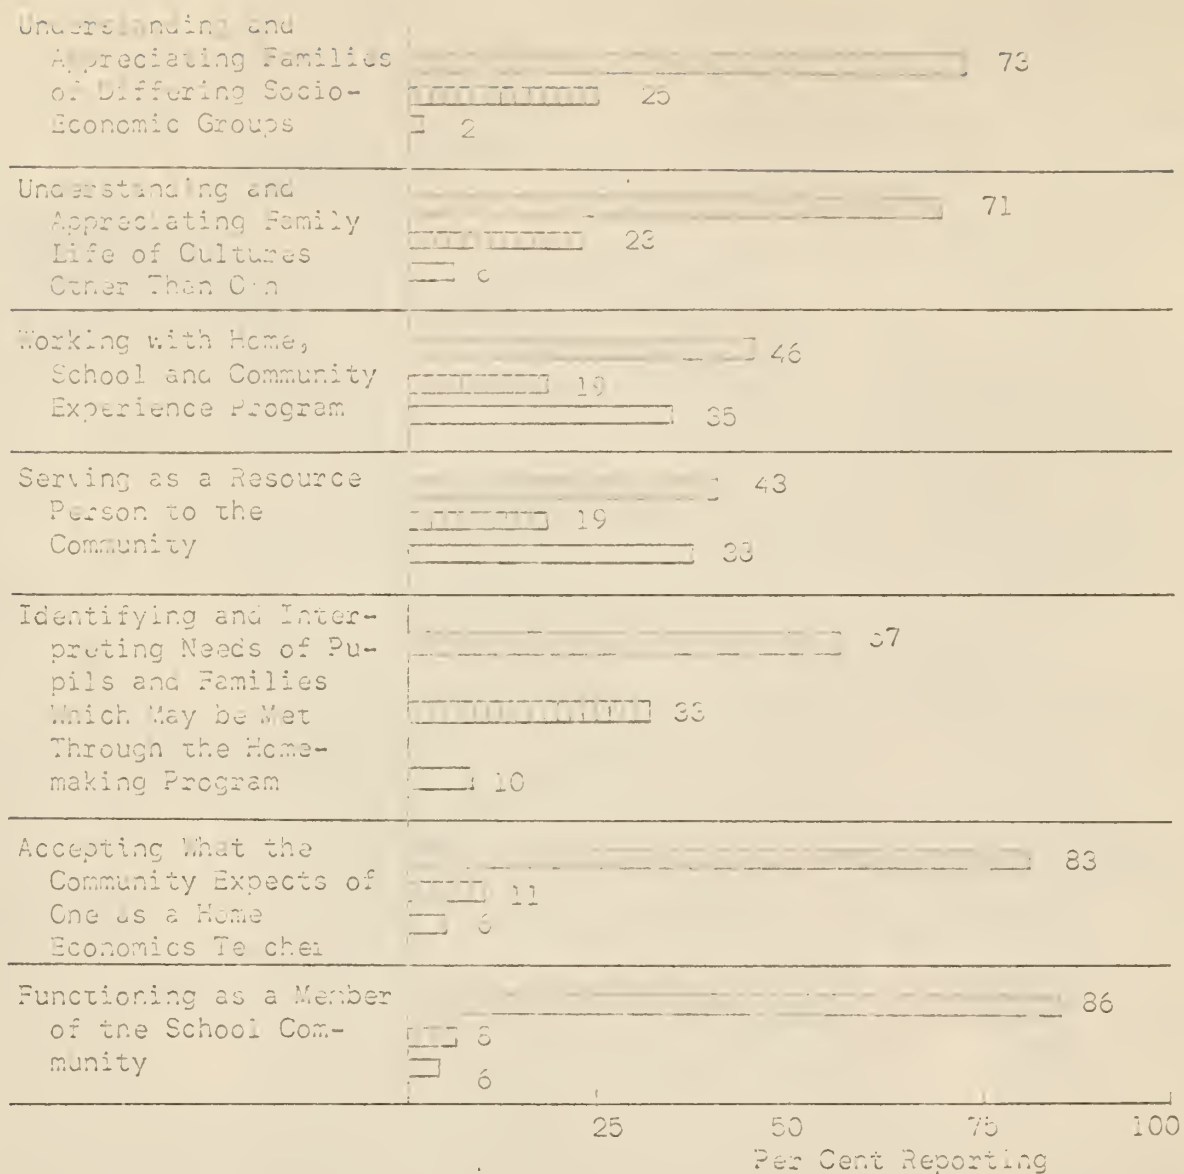 Understanding and
Appreciating Families
of Differing Socio-
Economic Groups
73
25
2
Understanding and
Appreciating Family
Life of Cultures
Other Than Own
71
23
6
Working with Home,
School and Community
Experience Program
46
19
35
Serving as a Resource
Person to the
Community
43
19
38
Identifying and Inter-
preting Needs of Pu-
pils and Families
Which May be Met
Through the Home-
making Program
57
33
10
Accepting What the
Community Expects of
One as a Home
Economics Teacher
83
11
6
Functioning as a Member
of the School Com-
munity
86
8
6
25 50 75 100
Per Cent Reporting